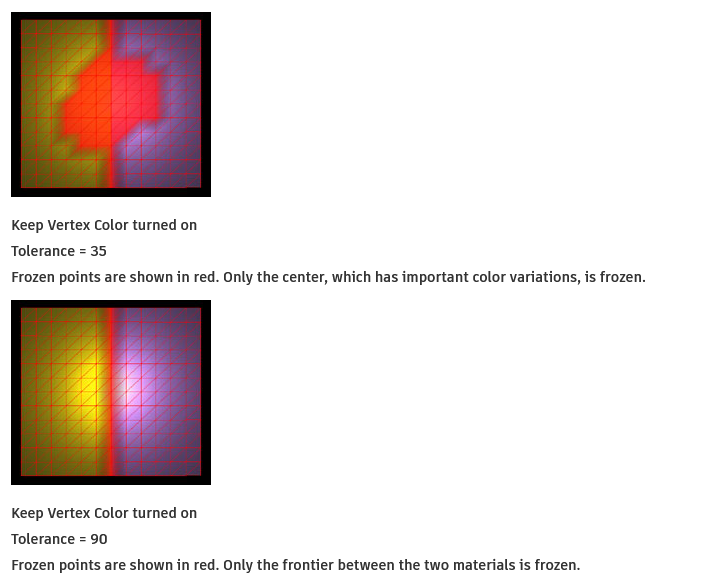 Keep Vertex Color turned on
Tolerance = 35
Frozen points are shown in red. Only the center, which has important color variations, is frozen.
Keep Vertex Color turned on
Tolerance = 90
Frozen points are shown in red. Only the frontier between the two materials is frozen.